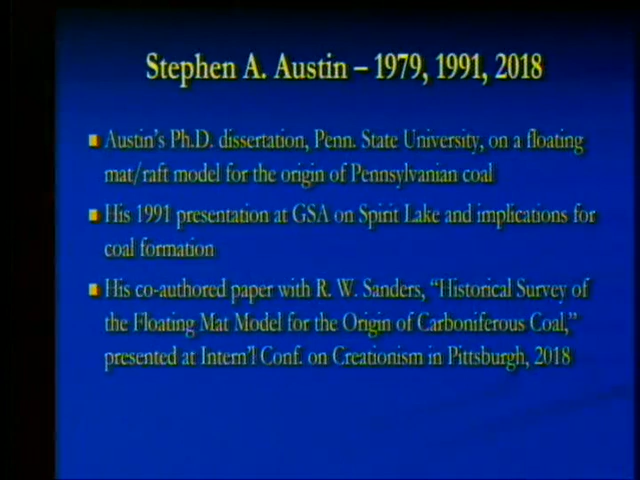 Stephen A. Austin – 1979, 1991, 2018
Austin's Ph.D. dissertation, Penn. State University, on a floating
mat/raft model for the origin of Pennsylvanian coal
His 1991 presentation at GSA on Spirit Lake and implications for
coal formation
His co-authored paper with R. W. Sanders, "Historical Survey of
the Floating Mat Model for the Origin of Carboniferous Coal,"
presented at Intern'l Conf. on Creationism in Pittsburgh, 2018